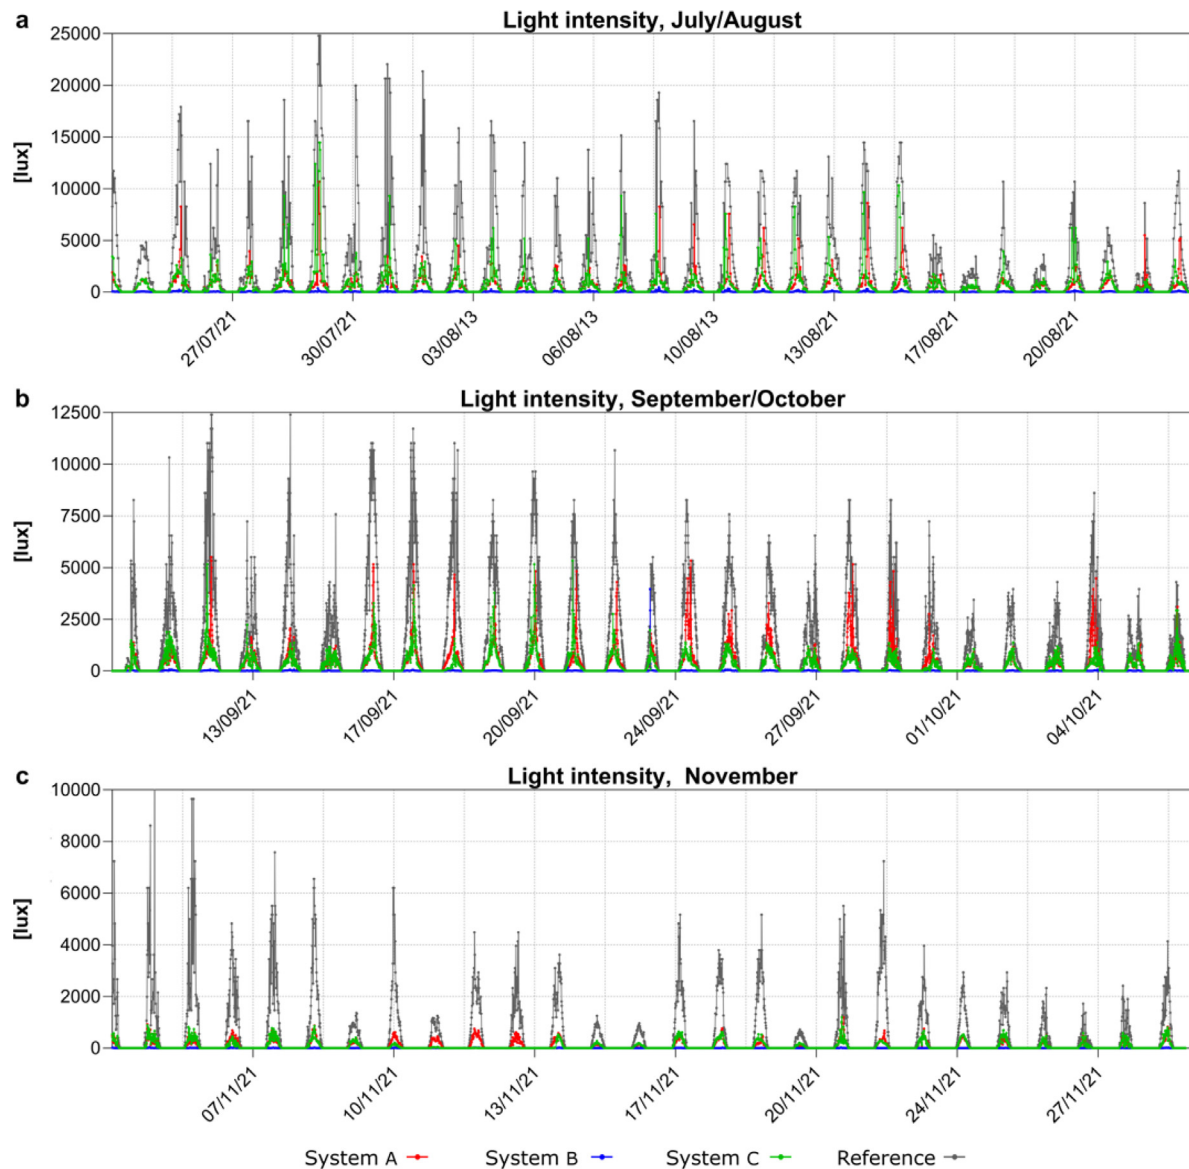 a Light intensity, July/August
25000
20000
15000
10000
5000
0
[lux]
27/07/21 30/07/21 03/08/13 06/08/13 10/08/13 13/08/21 17/08/21 20/08/21
b Light intensity, September/October
12500
10000
7500
5000
2500
0
[lux]
13/09/21 17/09/21 20/09/21 24/09/21 27/09/21 01/10/21 04/10/21
c Light intensity, November
10000
8000
6000
4000
2000
0
[lux]
07/11/21 10/11/21 13/11/21 17/11/21 20/11/21 24/11/21 27/11/21
System A System B System C Reference